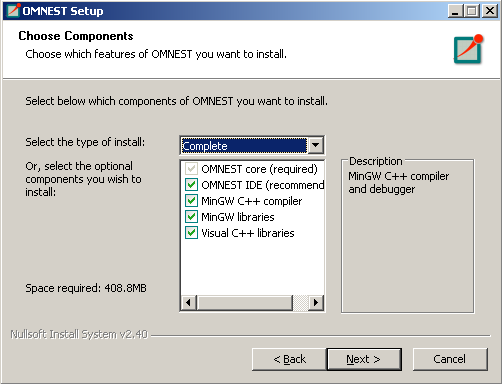 OMNEST Setup
Choose Components
Choose which features of OMNEST you want to install.
Select below which components of OMNEST you want to install.
Select the type of install:
Complete
Or, select the optional
components you wish to
install:
OMNEST core (required)
OMNEST IDE (recommend
MinGW C++ compiler
MinGW libraries
Visual C++ libraries
Description
MinGW C++ compiler
and debugger
Space required: 408.8MB
Nullsoft Install System v2.40
< Back
Next >
Cancel